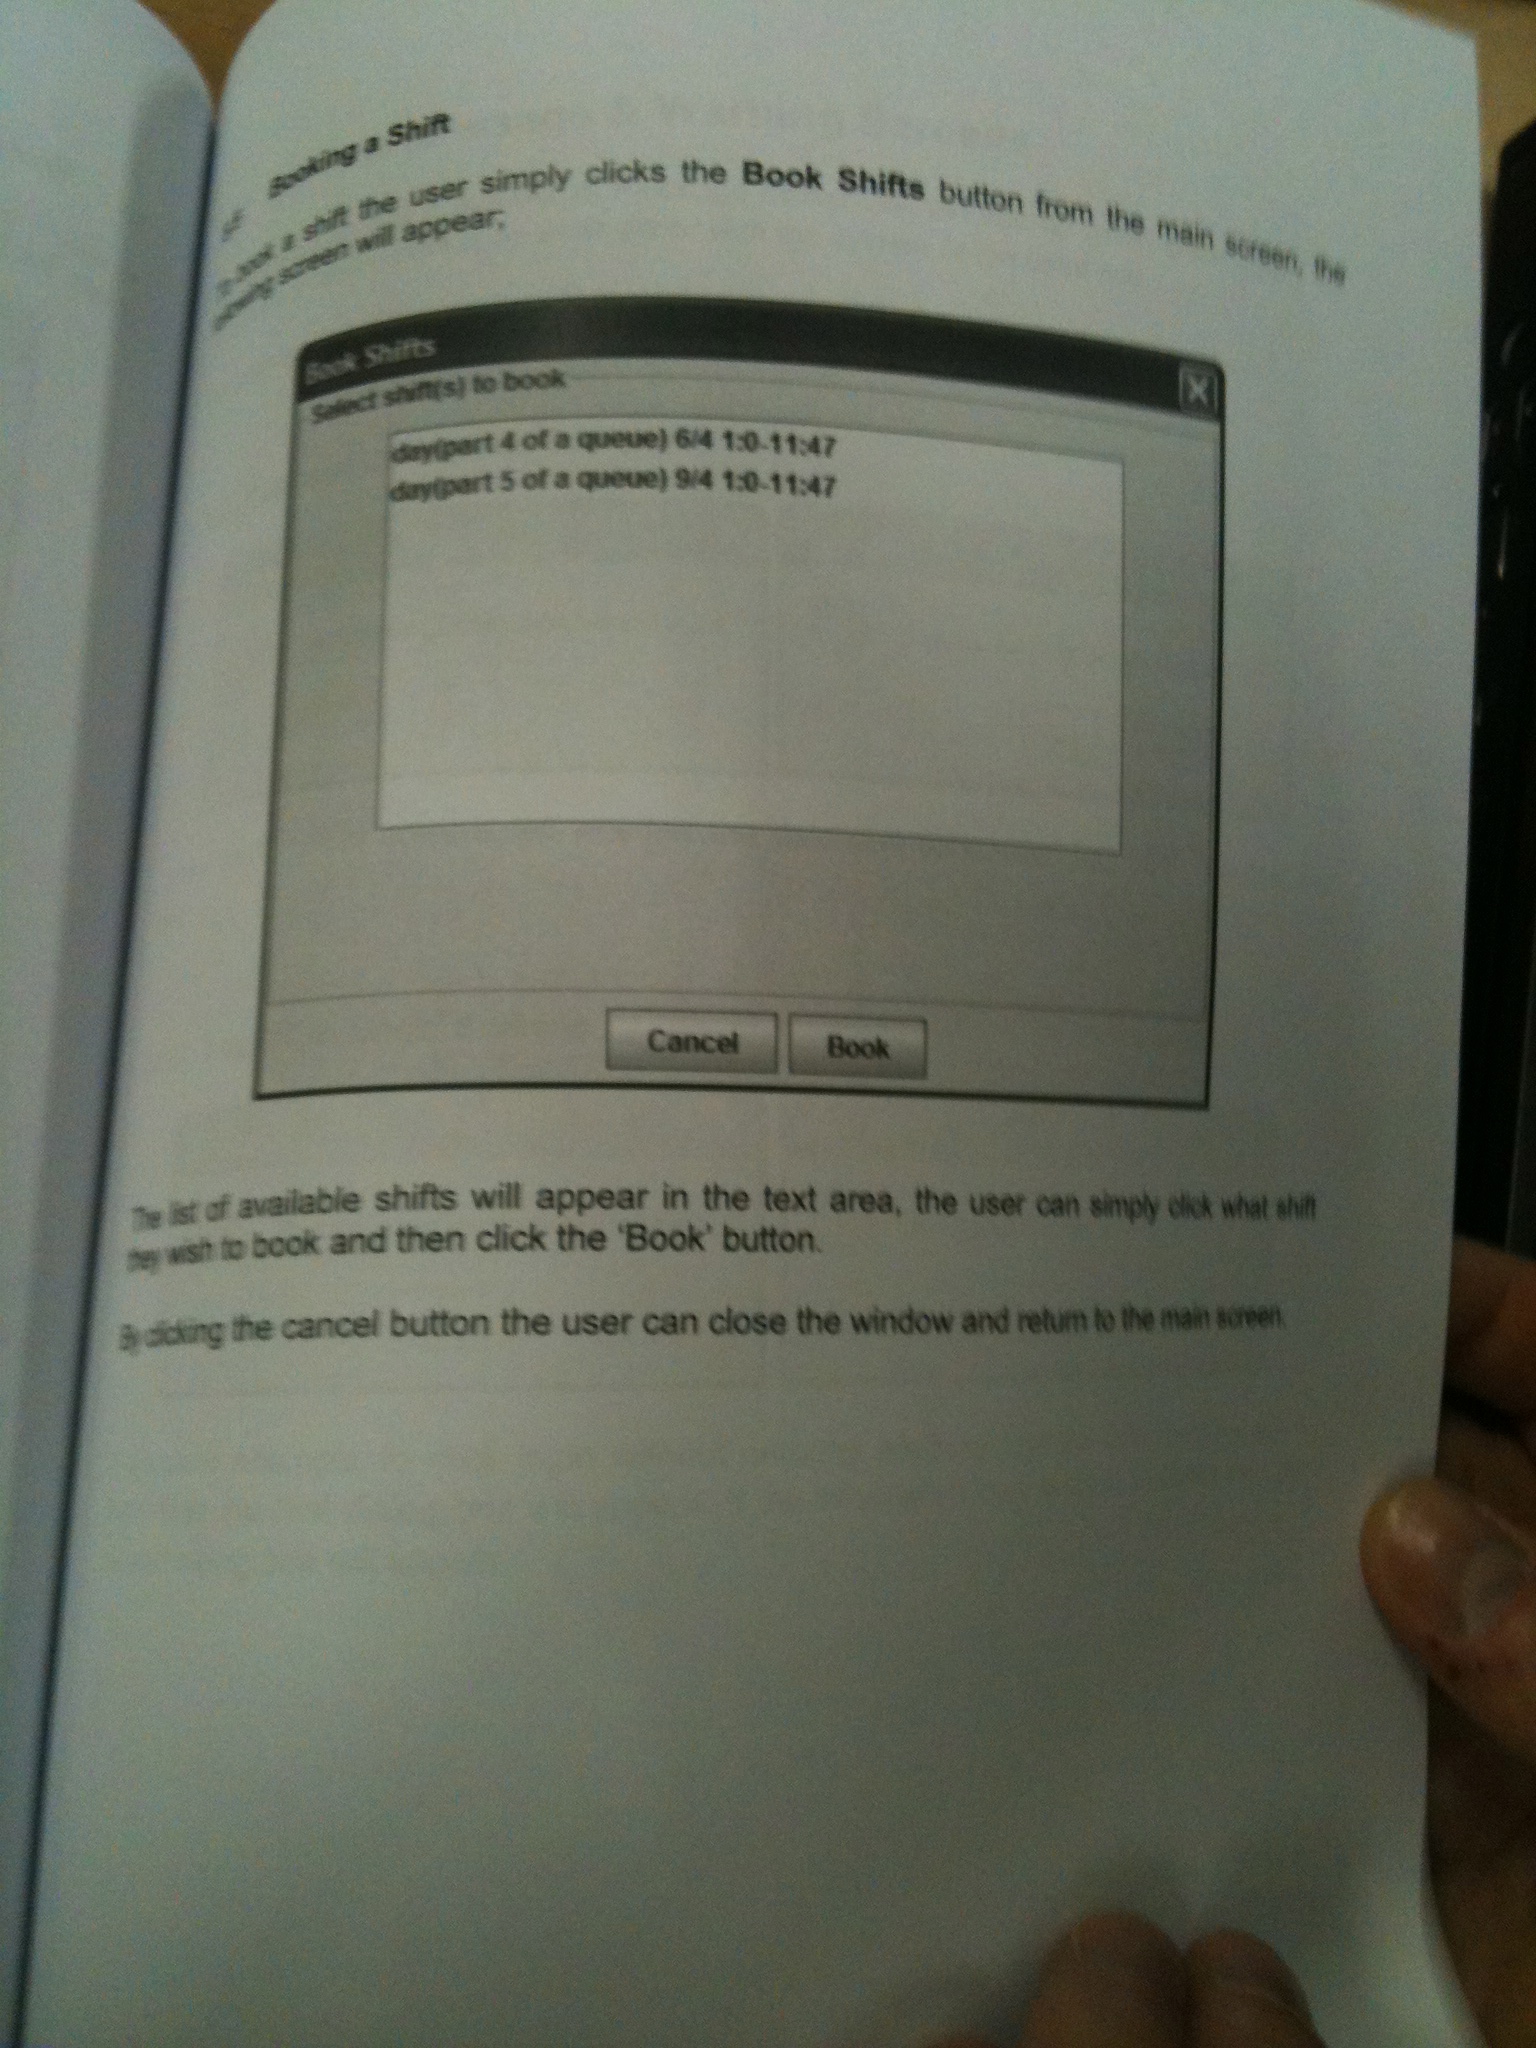 Booking a Shift
To book a shift the user simply clicks the Book Shifts button from the main screen, the
screen will appear;
Book Shifts
X
Select shift(s) to book
day(part 4 of a queue) 6/4 1:0-11:47
day(part 5 of a queue) 9/4 1:0-11:47
Cancel
Book
The list of available shifts will appear in the text area, the user can simply click what shift
they wish to book and then click the 'Book' button.
By clicking the cancel button the user can close the window and return to the main screen.